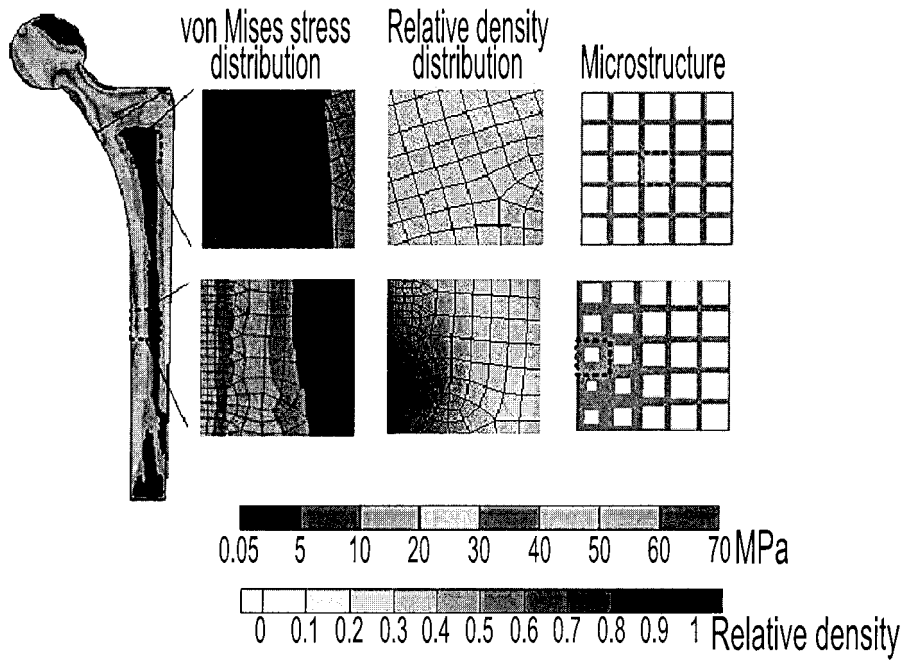 von Mises stress
distribution
Relative density
distribution
Microstructure
0.05 5 10 20 30 40 50 60 70 MPa
0 0.1 0.2 0.3 0.4 0.5 0.6 0.7 0.8 0.9 1 Relative density